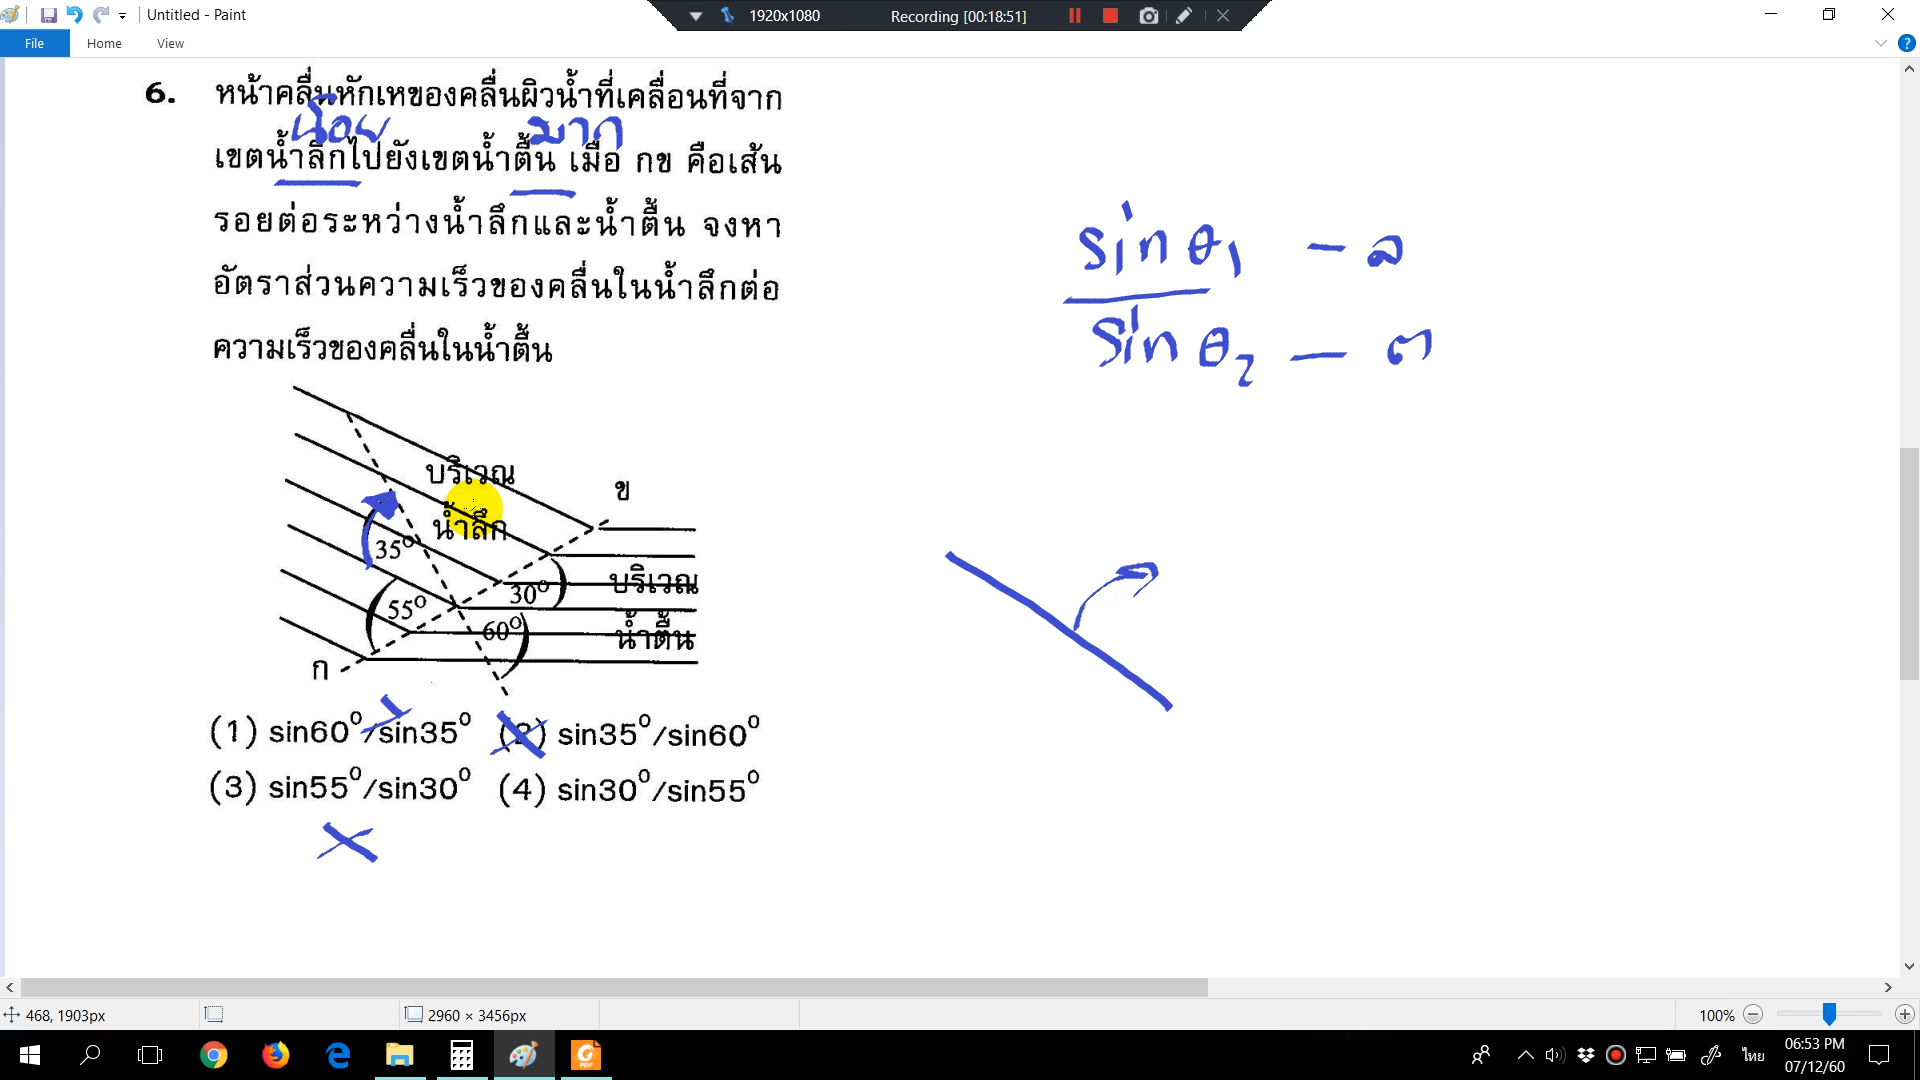 Untitled - Paint
1920x1080
Recording [00:18:51]
File
Home
View
6. หน้าคลื่นหักเหของคลื่นผิวน้ำที่เคลื่อนที่จาก
น้อย มาก
เขตน้ำลึกไปยังเขตน้ำตื้น เมื่อ กข คือเส้น
รอยต่อระหว่างน้ำลึกและน้ำตื้น จงหา
อัตราส่วนความเร็วของคลื่นในน้ำลึกต่อ
ความเร็วของคลื่นในน้ำตื้น
sin θ1 - ล
sin θ2 - ต
บริเวณ
น้ำลึก
ข
35°
55°
30°
60°
บริเวณ
น้ำตื้น
ก
(1) sin60°/sin35° (2) sin35°/sin60°
(3) sin55°/sin30° (4) sin30°/sin55°
468, 1903px
2960 × 3456px
100%
ไทย
06:53 PM
07/12/60